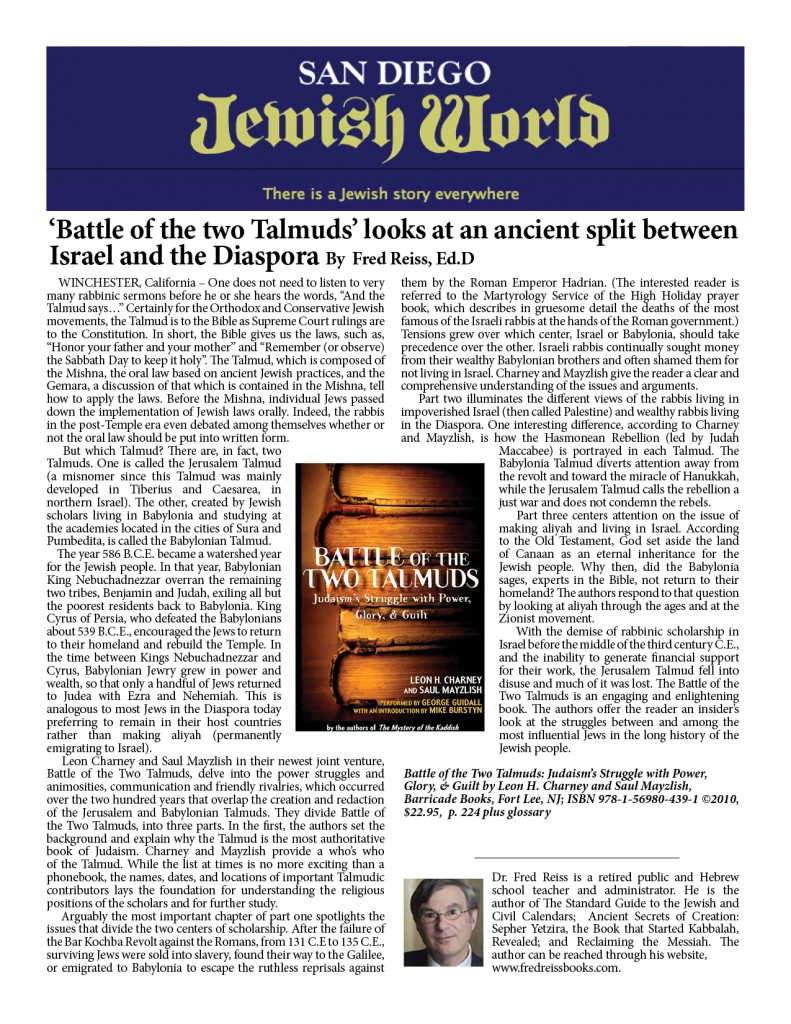 SAN DIEGO
Jewish World
There is a Jewish story everywhere
‘Battle of the two Talmuds’ looks at an ancient split between
Israel and the Diaspora By Fred Reiss, Ed.D
WINCHESTER, California – One does not need to listen to very
many rabbinic sermons before he or she hears the words, “And the
Talmud says…” Certainly for the Orthodox and Conservative Jewish
movements, the Talmud is to the Bible as Supreme Court rulings are
to the Constitution. In short, the Bible gives us the laws, such as,
“Honor your father and your mother” and “Remember (or observe)
the Sabbath Day to keep it holy”. The Talmud, which is composed of
the Mishna, the oral law based on ancient Jewish practices, and the
Gemara, a discussion of that which is contained in the Mishna, tell
how to apply the laws. Before the Mishna, individual Jews passed
down the implementation of Jewish laws orally. Indeed, the rabbis
in the post-Temple era even debated among themselves whether or
not the oral law should be put into written form.
But which Talmud? There are, in fact, two
Talmuds. One is called the Jerusalem Talmud
(a misnomer since this Talmud was mainly
developed in Tiberius and Caesarea, in
northern Israel). The other, created by Jewish
scholars living in Babylonia and studying at
the academies located in the cities of Sura and
Pumbedita, is called the Babylonian Talmud.
The year 586 B.C.E. became a watershed year
for the Jewish people. In that year, Babylonian
King Nebuchadnezzar overran the remaining
two tribes, Benjamin and Judah, exiling all but
the poorest residents back to Babylonia. King
Cyrus of Persia, who defeated the Babylonians
about 539 B.C.E., encouraged the Jews to return
to their homeland and rebuild the Temple. In
the time between Kings Nebuchadnezzar and
Cyrus, Babylonian Jewry grew in power and
wealth, so that only a handful of Jews returned
to Judea with Ezra and Nehemiah. This is
analogous to most Jews in the Diaspora today
preferring to remain in their host countries
rather than making aliyah (permanently
emigrating to Israel).
Leon Charney and Saul Mayzlish in their newest joint venture,
Battle of the Two Talmuds, delve into the power struggles and
animosities, communication and friendly rivalries, which occurred
over the two hundred years that overlap the creation and redaction
of the Jerusalem and Babylonian Talmuds. They divide Battle of
the Two Talmuds, into three parts. In the first, the authors set the
background and explain why the Talmud is the most authoritative
book of Judaism. Charney and Mayzlish provide a who’s who
of the Talmud. While the list at times is no more exciting than a
phonebook, the names, dates, and locations of important Talmudic
contributors lays the foundation for understanding the religious
positions of the scholars and for further study.
Arguably the most important chapter of part one spotlights the
issues that divide the two centers of scholarship. After the failure of
the Bar Kochba Revolt against the Romans, from 131 C.E to 135 C.E.,
surviving Jews were sold into slavery, found their way to the Galilee,
or emigrated to Babylonia to escape the ruthless reprisals against
them by the Roman Emperor Hadrian. (The interested reader is
referred to the Martyrology Service of the High Holiday prayer
book, which describes in gruesome detail the deaths of the most
famous of the Israeli rabbis at the hands of the Roman government.)
Tensions grew over which center, Israel or Babylonia, should take
precedence over the other. Israeli rabbis continually sought money
from their wealthy Babylonian brothers and often shamed them for
not living in Israel. Charney and Mayzlish give the reader a clear and
comprehensive understanding of the issues and arguments.
Part two illuminates the different views of the rabbis living in
impoverished Israel (then called Palestine) and wealthy rabbis living
in the Diaspora. One interesting difference, according to Charney
and Mayzlish, is how the Hasmonean Rebellion (led by Judah
Maccabee) is portrayed in each Talmud. The
Babylonia Talmud diverts attention away from
the revolt and toward the miracle of Hanukkah,
while the Jerusalem Talmud calls the rebellion a
just war and does not condemn the rebels.
Part three centers attention on the issue of
making aliyah and living in Israel. According
to the Old Testament, God set aside the land
of Canaan as an eternal inheritance for the
Jewish people. Why then, did the Babylonia
sages, experts in the Bible, not return to their
homeland? The authors respond to that question
by looking at aliyah through the ages and at the
Zionist movement.
With the demise of rabbinic scholarship in
Israel before the middle of the third century C.E.,
and the inability to generate financial support
for their work, the Jerusalem Talmud fell into
disuse and much of it was lost. The Battle of the
Two Talmuds is an engaging and enlightening
book. The authors offer the reader an insider’s
look at the struggles between and among the
most influential Jews in the long history of the
Jewish people.
BATTLE OF THE
TWO TALMUDS
Judaism’s Struggle with Power,
Glory, & Guilt
LEON H. CHARNEY
AND SAUL MAYZLISH
PERFORMED BY GEORGE GUIDALL
WITH AN INTRODUCTION BY MIKE BURSTYN
by the authors of The Mystery of the Kaddish
Battle of the Two Talmuds: Judaism’s Struggle with Power,
Glory, & Guilt by Leon H. Charney and Saul Mayzlish,
Barricade Books, Fort Lee, NJ; ISBN 978-1-56980-439-1 ©2010,
$22.95, p. 224 plus glossary
Dr. Fred Reiss is a retired public and Hebrew
school teacher and administrator. He is the
author of The Standard Guide to the Jewish and
Civil Calendars; Ancient Secrets of Creation:
Sepher Yetzira, the Book that Started Kabbalah,
Revealed; and Reclaiming the Messiah. The
author can be reached through his website,
www.fredreissbooks.com.